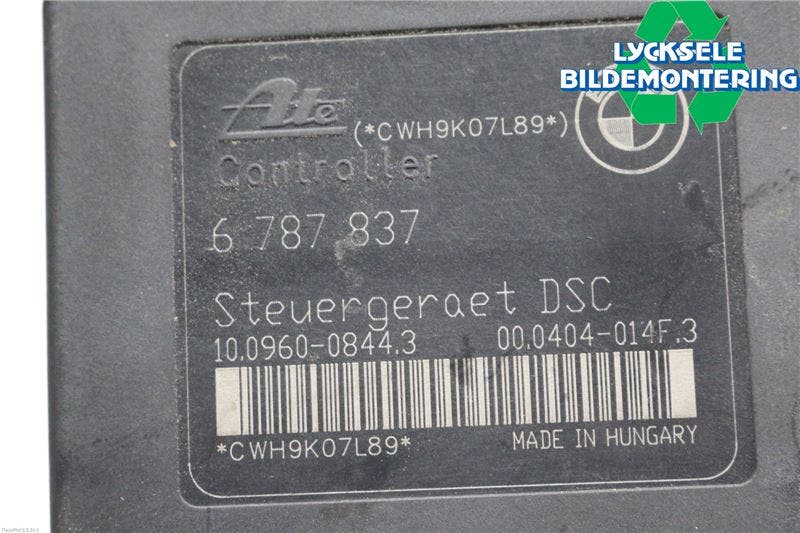 LYCKSELE
BILDEMONTERING
Ate
(*CWH9K07L89*)
Controller
6 787 837
Steuergeraet DSC
10.0960-0844.3 00.0404-014F.3
*CWH9K07L89*
MADE IN HUNGARY